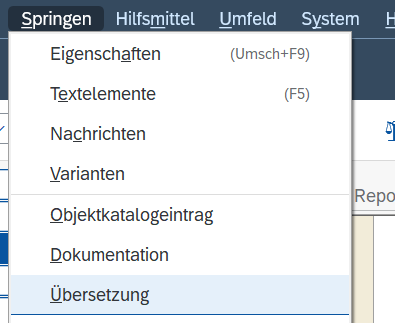 Springen Hilfsmittel Umfeld System H
Eigenschaften (Umsch+F9)
Textelemente (F5)
Nachrichten
Varianten
Objektkatalogeintrag
Repo
Dokumentation
Übersetzung